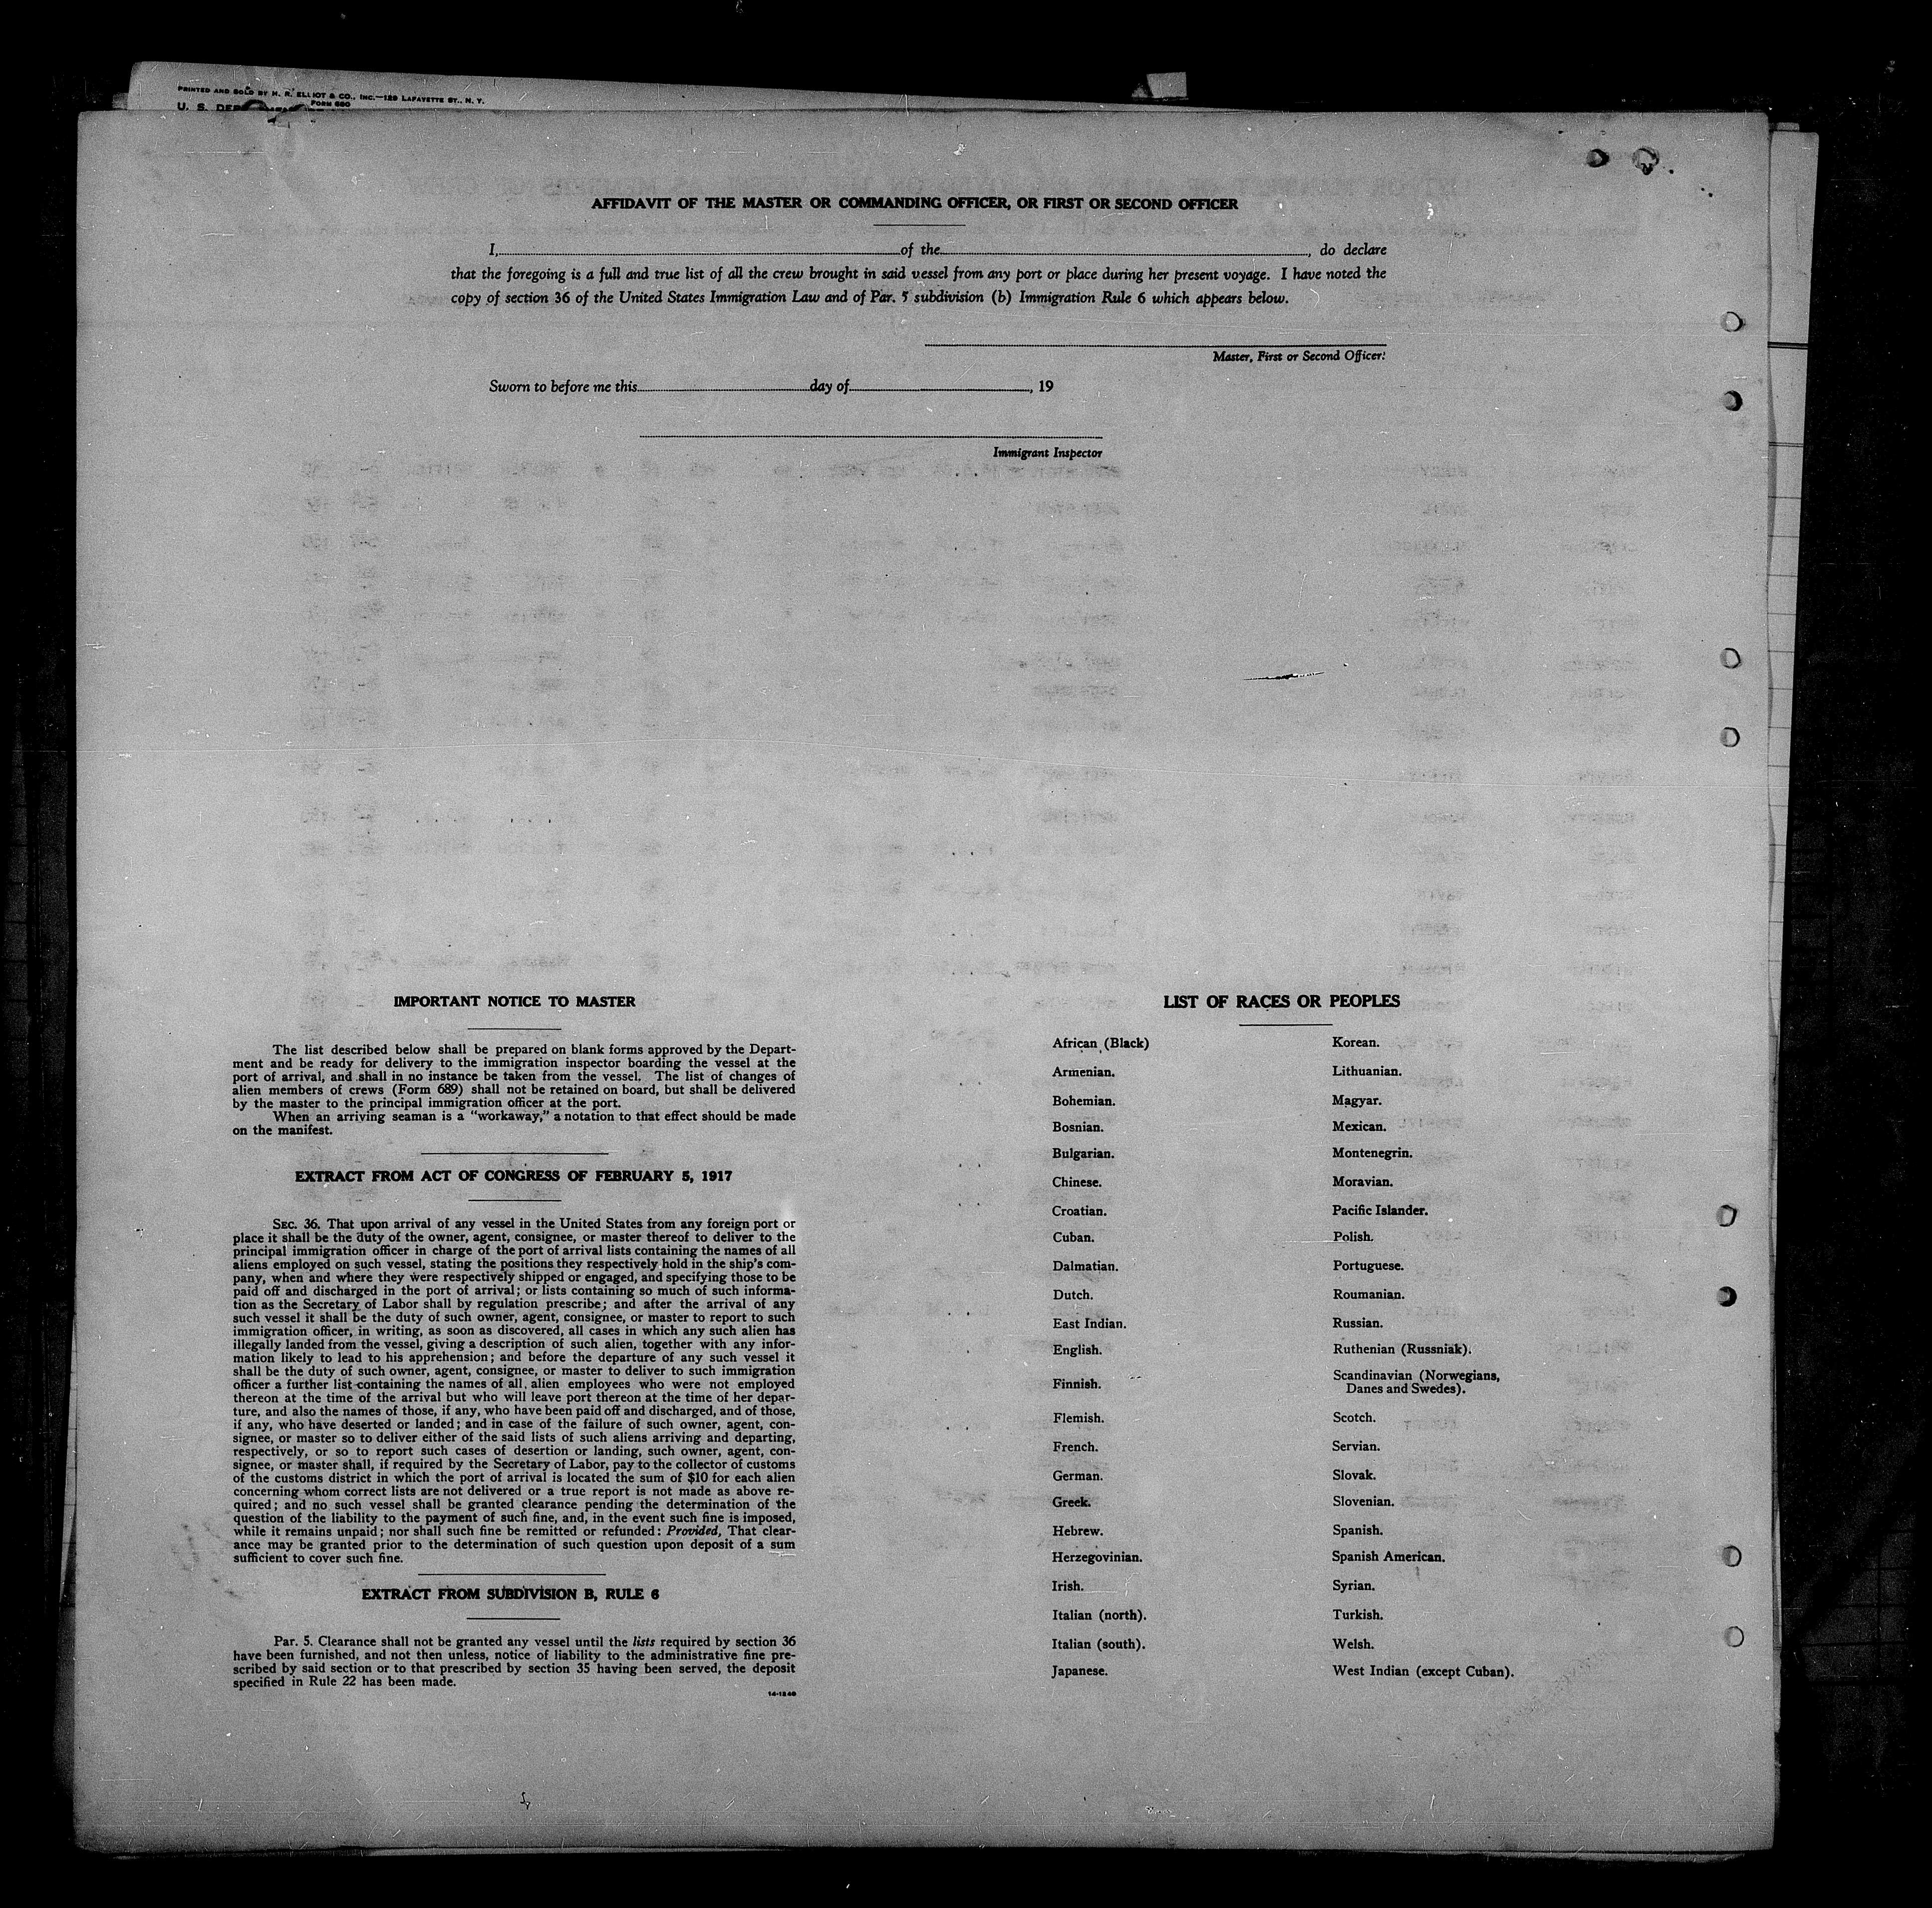 PRINTED AND SOLD BY H. R. ELLIOT & CO., INC.—129 LAFAYETTE ST., N. Y.
FORM 680
U. S.
AFFIDAVIT OF THE MASTER OR COMMANDING OFFICER, OR FIRST OR SECOND OFFICER
I, of the , do declare
that the foregoing is a full and true list of all the crew brought in said vessel from any port or place during her present voyage. I have noted the
copy of section 36 of the United States Immigration Law and of Par. 5 subdivision (b) Immigration Rule 6 which appears below.
Master, First or Second Officer.
Sworn to before me this day of , 19
Immigrant Inspector
IMPORTANT NOTICE TO MASTER
The list described below shall be prepared on blank forms approved by the Depart-
ment and be ready for delivery to the immigration inspector boarding the vessel at the
port of arrival, and shall in no instance be taken from the vessel. The list of changes of
alien members of crews (Form 689) shall not be retained on board, but shall be delivered
by the master to the principal immigration officer at the port.
When an arriving seaman is a "workaway," a notation to that effect should be made
on the manifest.
EXTRACT FROM ACT OF CONGRESS OF FEBRUARY 5, 1917
SEC. 36. That upon arrival of any vessel in the United States from any foreign port or
place it shall be the duty of the owner, agent, consignee, or master thereof to deliver to the
principal immigration officer in charge of the port of arrival lists containing the names of all
aliens employed on such vessel, stating the positions they respectively hold in the ship's com-
pany, when and where they were respectively shipped or engaged, and specifying those to be
paid off and discharged in the port of arrival; or lists containing so much of such informa-
tion as the Secretary of Labor shall by regulation prescribe; and after the arrival of any
such vessel it shall be the duty of such owner, agent, consignee, or master to report to such
immigration officer, in writing, as soon as discovered, all cases in which any such alien has
illegally landed from the vessel, giving a description of such alien, together with any infor-
mation likely to lead to his apprehension; and before the departure of any such vessel it
shall be the duty of such owner, agent, consignee, or master to deliver to such immigration
officer a further list containing the names of all alien employees who were not employed
thereon at the time of the arrival but who will leave port thereon at the time of her depar-
ture, and also the names of those, if any, who have been paid off and discharged, and of those,
if any, who have deserted or landed; and in case of the failure of such owner, agent, con-
signee, or master so to deliver either of the said lists of such aliens arriving and departing,
respectively, or so to report such cases of desertion or landing, such owner, agent, con-
signee, or master shall, if required by the Secretary of Labor, pay to the collector of customs
of the customs district in which the port of arrival is located the sum of $10 for each alien
concerning whom correct lists are not delivered or a true report is not made as above re-
quired; and no such vessel shall be granted clearance pending the determination of the
question of the liability to the payment of such fine, and, in the event such fine is imposed,
while it remains unpaid; nor shall such fine be remitted or refunded: Provided, That clear-
ance may be granted prior to the determination of such question upon deposit of a sum
sufficient to cover such fine.
EXTRACT FROM SUBDIVISION B, RULE 6
Par. 5. Clearance shall not be granted any vessel until the lists required by section 36
have been furnished, and not then unless, notice of liability to the administrative fine pre-
scribed by said section or to that prescribed by section 35 having been served, the deposit
specified in Rule 22 has been made.
14-1240
LIST OF RACES OR PEOPLES
African (Black)
Armenian.
Bohemian.
Bosnian.
Bulgarian.
Chinese.
Croatian.
Cuban.
Dalmatian.
Dutch.
East Indian.
English.
Finnish.
Flemish.
French.
German.
Greek.
Hebrew.
Herzegovinian.
Irish.
Italian (north).
Italian (south).
Japanese.
Korean.
Lithuanian.
Magyar.
Mexican.
Montenegrin.
Moravian.
Pacific Islander.
Polish.
Portuguese.
Roumanian.
Russian.
Ruthenian (Russniak).
Scandinavian (Norwegians,
Danes and Swedes).
Scotch.
Servian.
Slovak.
Slovenian.
Spanish.
Spanish American.
Syrian.
Turkish.
Welsh.
West Indian (except Cuban).